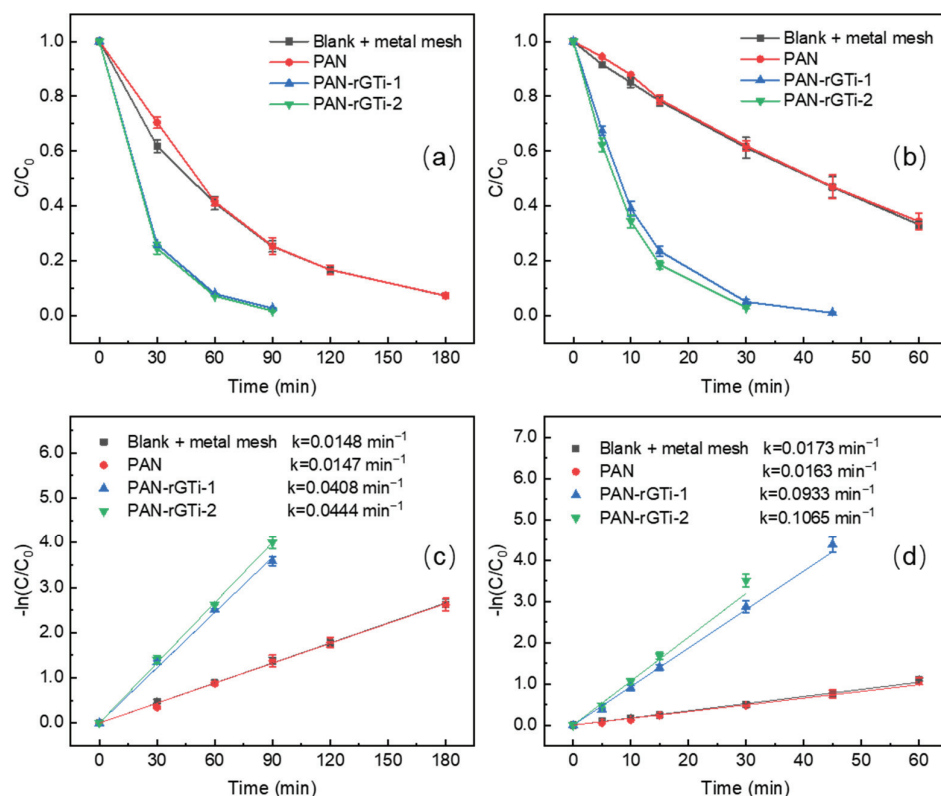 Blank + metal mesh
PAN
PAN-rGTi-1
PAN-rGTi-2
(a)
C/C₀
1.0
0.8
0.6
0.4
0.2
0.0
0 30 60 90 120 150 180
Time (min)
Blank + metal mesh
PAN
PAN-rGTi-1
PAN-rGTi-2
(b)
C/C₀
1.0
0.8
0.6
0.4
0.2
0.0
0 10 20 30 40 50 60
Time (min)
Blank + metal mesh k=0.0148 min⁻¹
PAN k=0.0147 min⁻¹
PAN-rGTi-1 k=0.0408 min⁻¹
PAN-rGTi-2 k=0.0444 min⁻¹
(c)
-ln(C/C₀)
6.0
5.0
4.0
3.0
2.0
1.0
0.0
0 30 60 90 120 150 180
Time (min)
Blank + metal mesh k=0.0173 min⁻¹
PAN k=0.0163 min⁻¹
PAN-rGTi-1 k=0.0933 min⁻¹
PAN-rGTi-2 k=0.1065 min⁻¹
(d)
-ln(C/C₀)
7.0
6.0
5.0
4.0
3.0
2.0
1.0
0.0
0 10 20 30 40 50 60
Time (min)